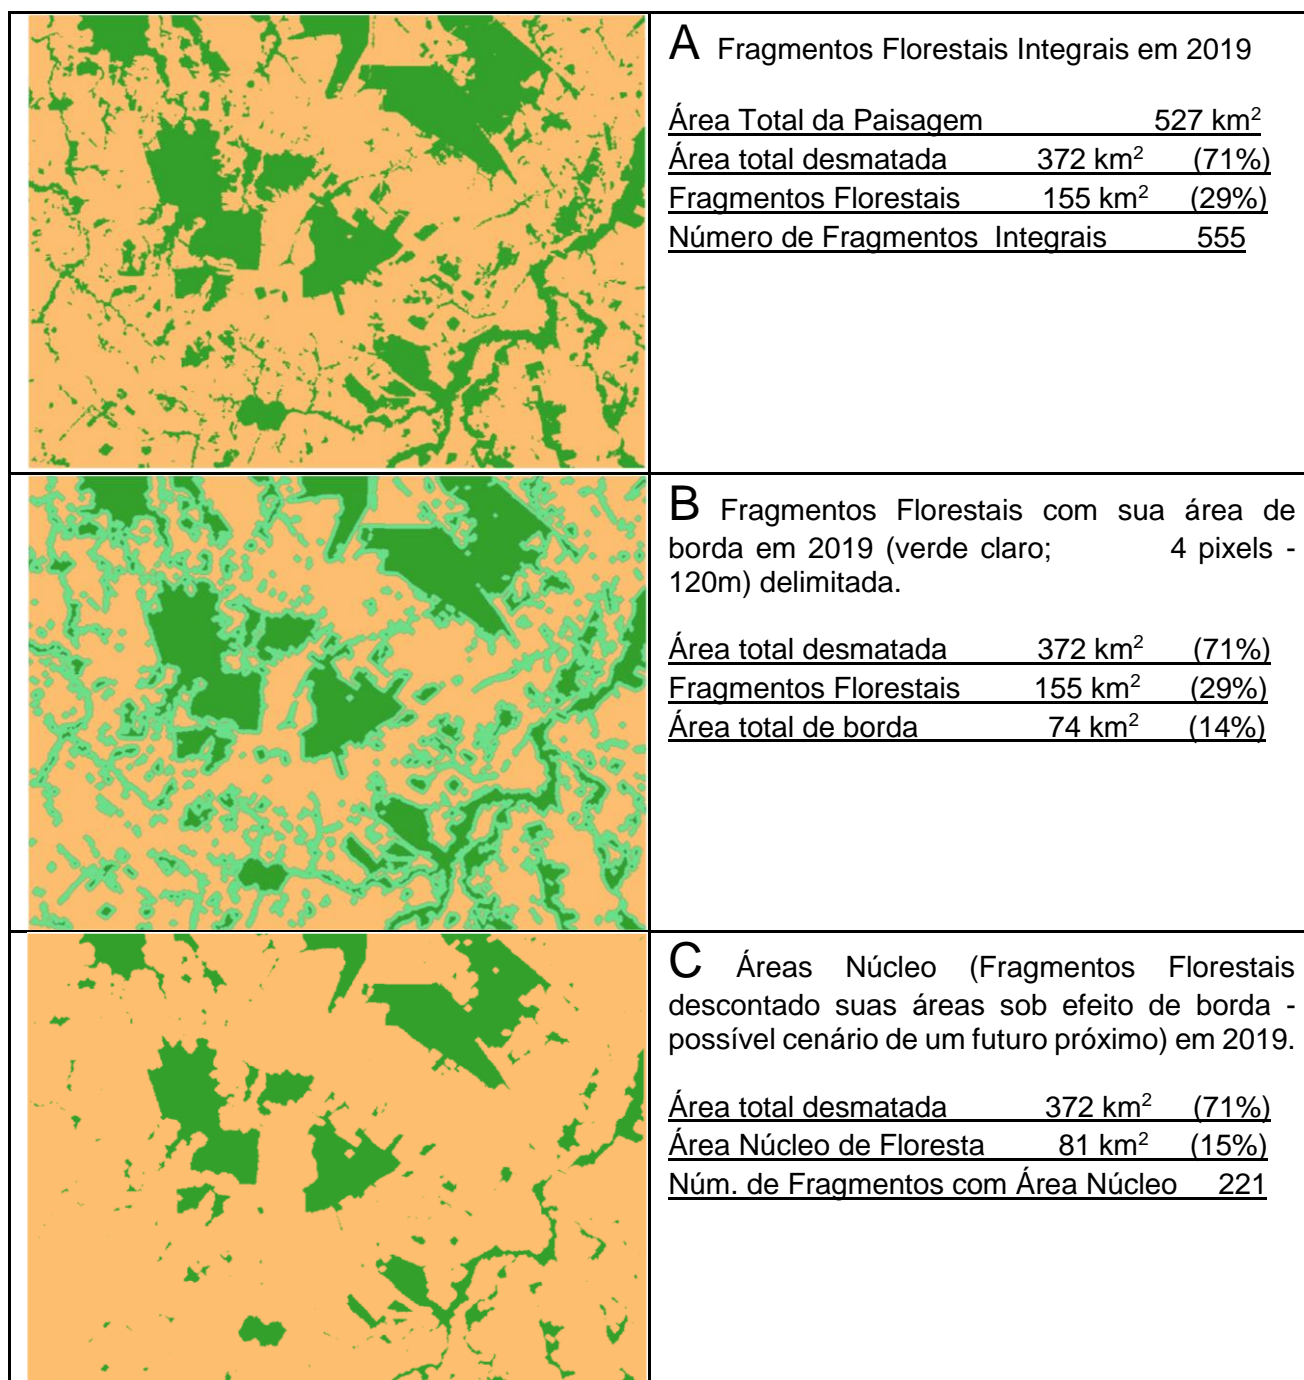 A Fragmentos Florestais Integrais em 2019
Área Total da Paisagem 527 km²
Área total desmatada 372 km² (71%)
Fragmentos Florestais 155 km² (29%)
Número de Fragmentos Integrais 555
B Fragmentos Florestais com sua área de
borda em 2019 (verde claro; 4 pixels -
120m) delimitada.
Área total desmatada 372 km² (71%)
Fragmentos Florestais 155 km² (29%)
Área total de borda 74 km² (14%)
C Áreas Núcleo (Fragmentos Florestais
descontado suas áreas sob efeito de borda -
possível cenário de um futuro próximo) em 2019.
Área total desmatada 372 km² (71%)
Área Núcleo de Floresta 81 km² (15%)
Núm. de Fragmentos com Área Núcleo 221